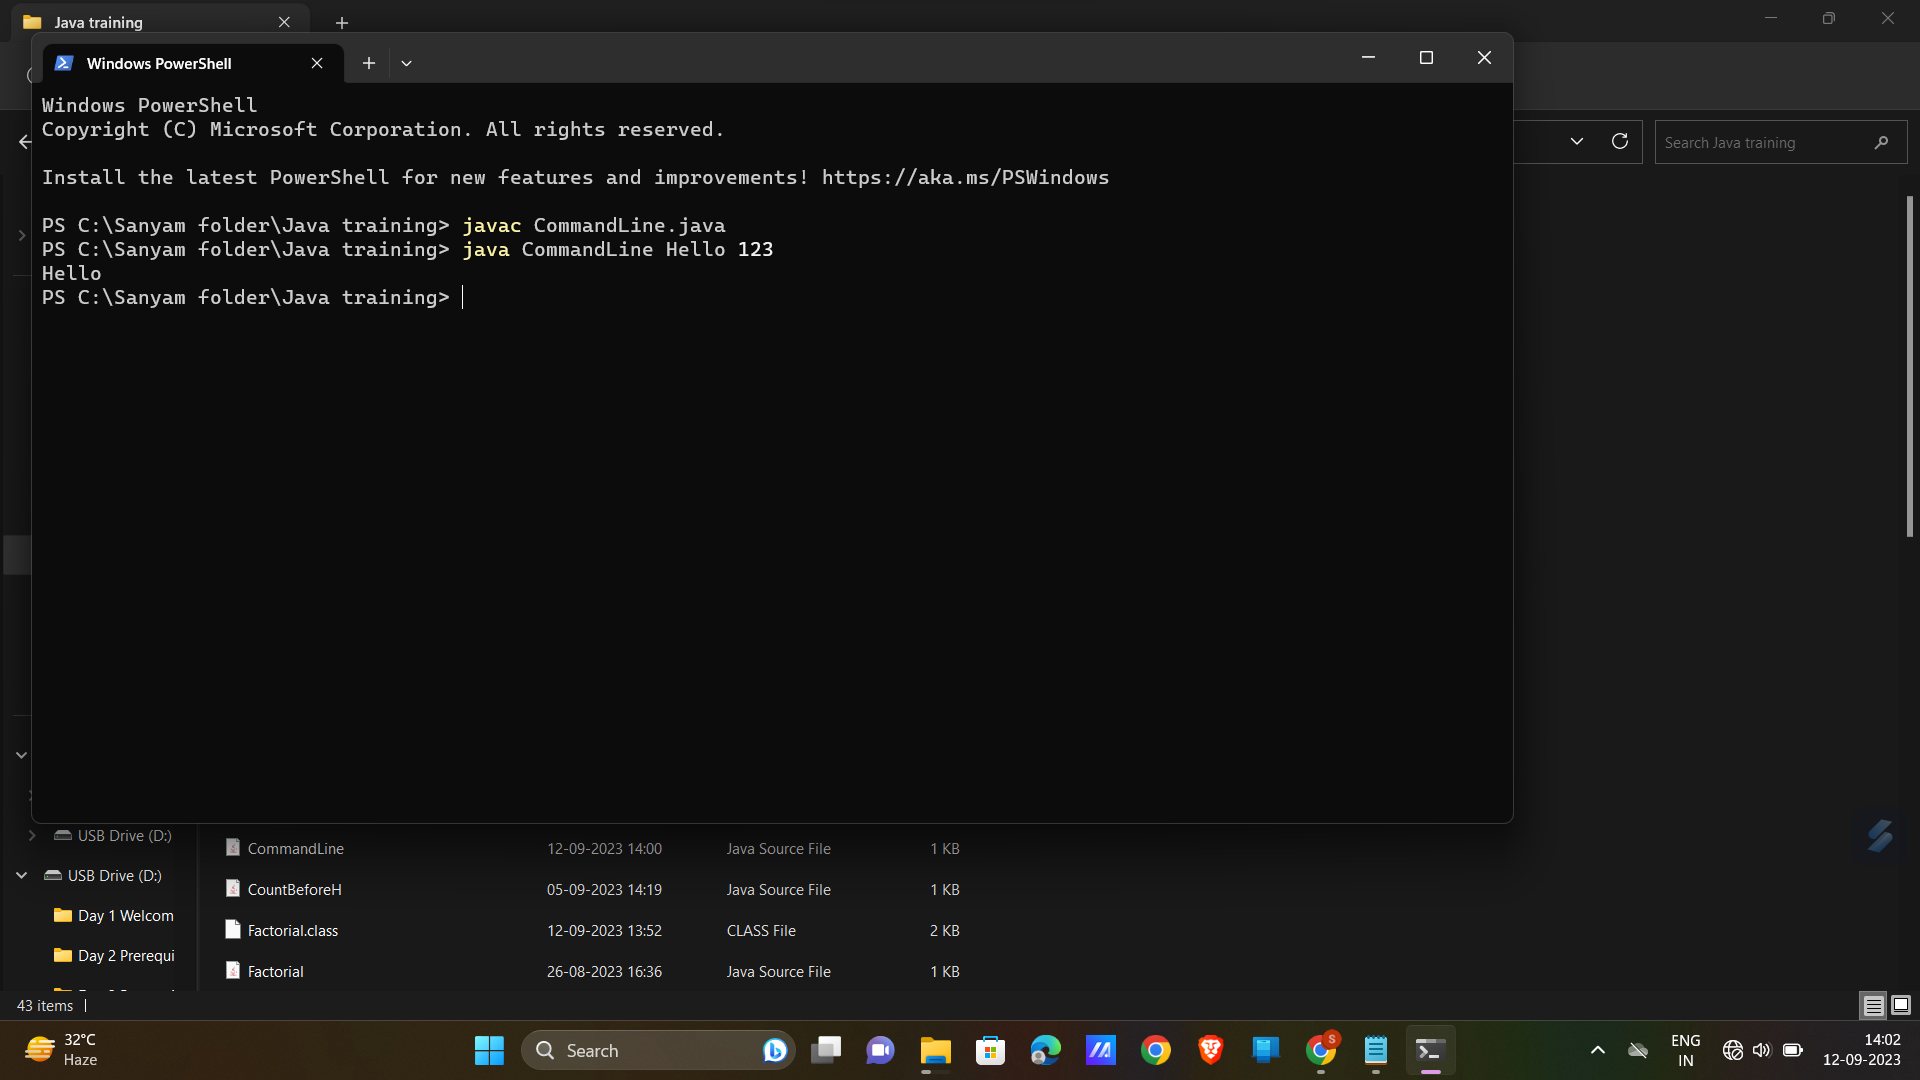 Java training
Windows PowerShell
Windows PowerShell
Copyright (C) Microsoft Corporation. All rights reserved.
Search Java training
Install the latest PowerShell for new features and improvements! https://aka.ms/PSWindows
PS C:\Sanyam folder\Java training> javac CommandLine.java
PS C:\Sanyam folder\Java training> java CommandLine Hello 123
Hello
PS C:\Sanyam folder\Java training>
USB Drive (D:)
CommandLine 12-09-2023 14:00 Java Source File 1 KB
USB Drive (D:)
CountBeforeH 05-09-2023 14:19 Java Source File 1 KB
Day 1 Welcom
Factorial.class 12-09-2023 13:52 CLASS File 2 KB
Day 2 Prerequi
Factorial 26-08-2023 16:36 Java Source File 1 KB
43 items
32°C
Haze
Search
S
ENG
IN
14:02
12-09-2023